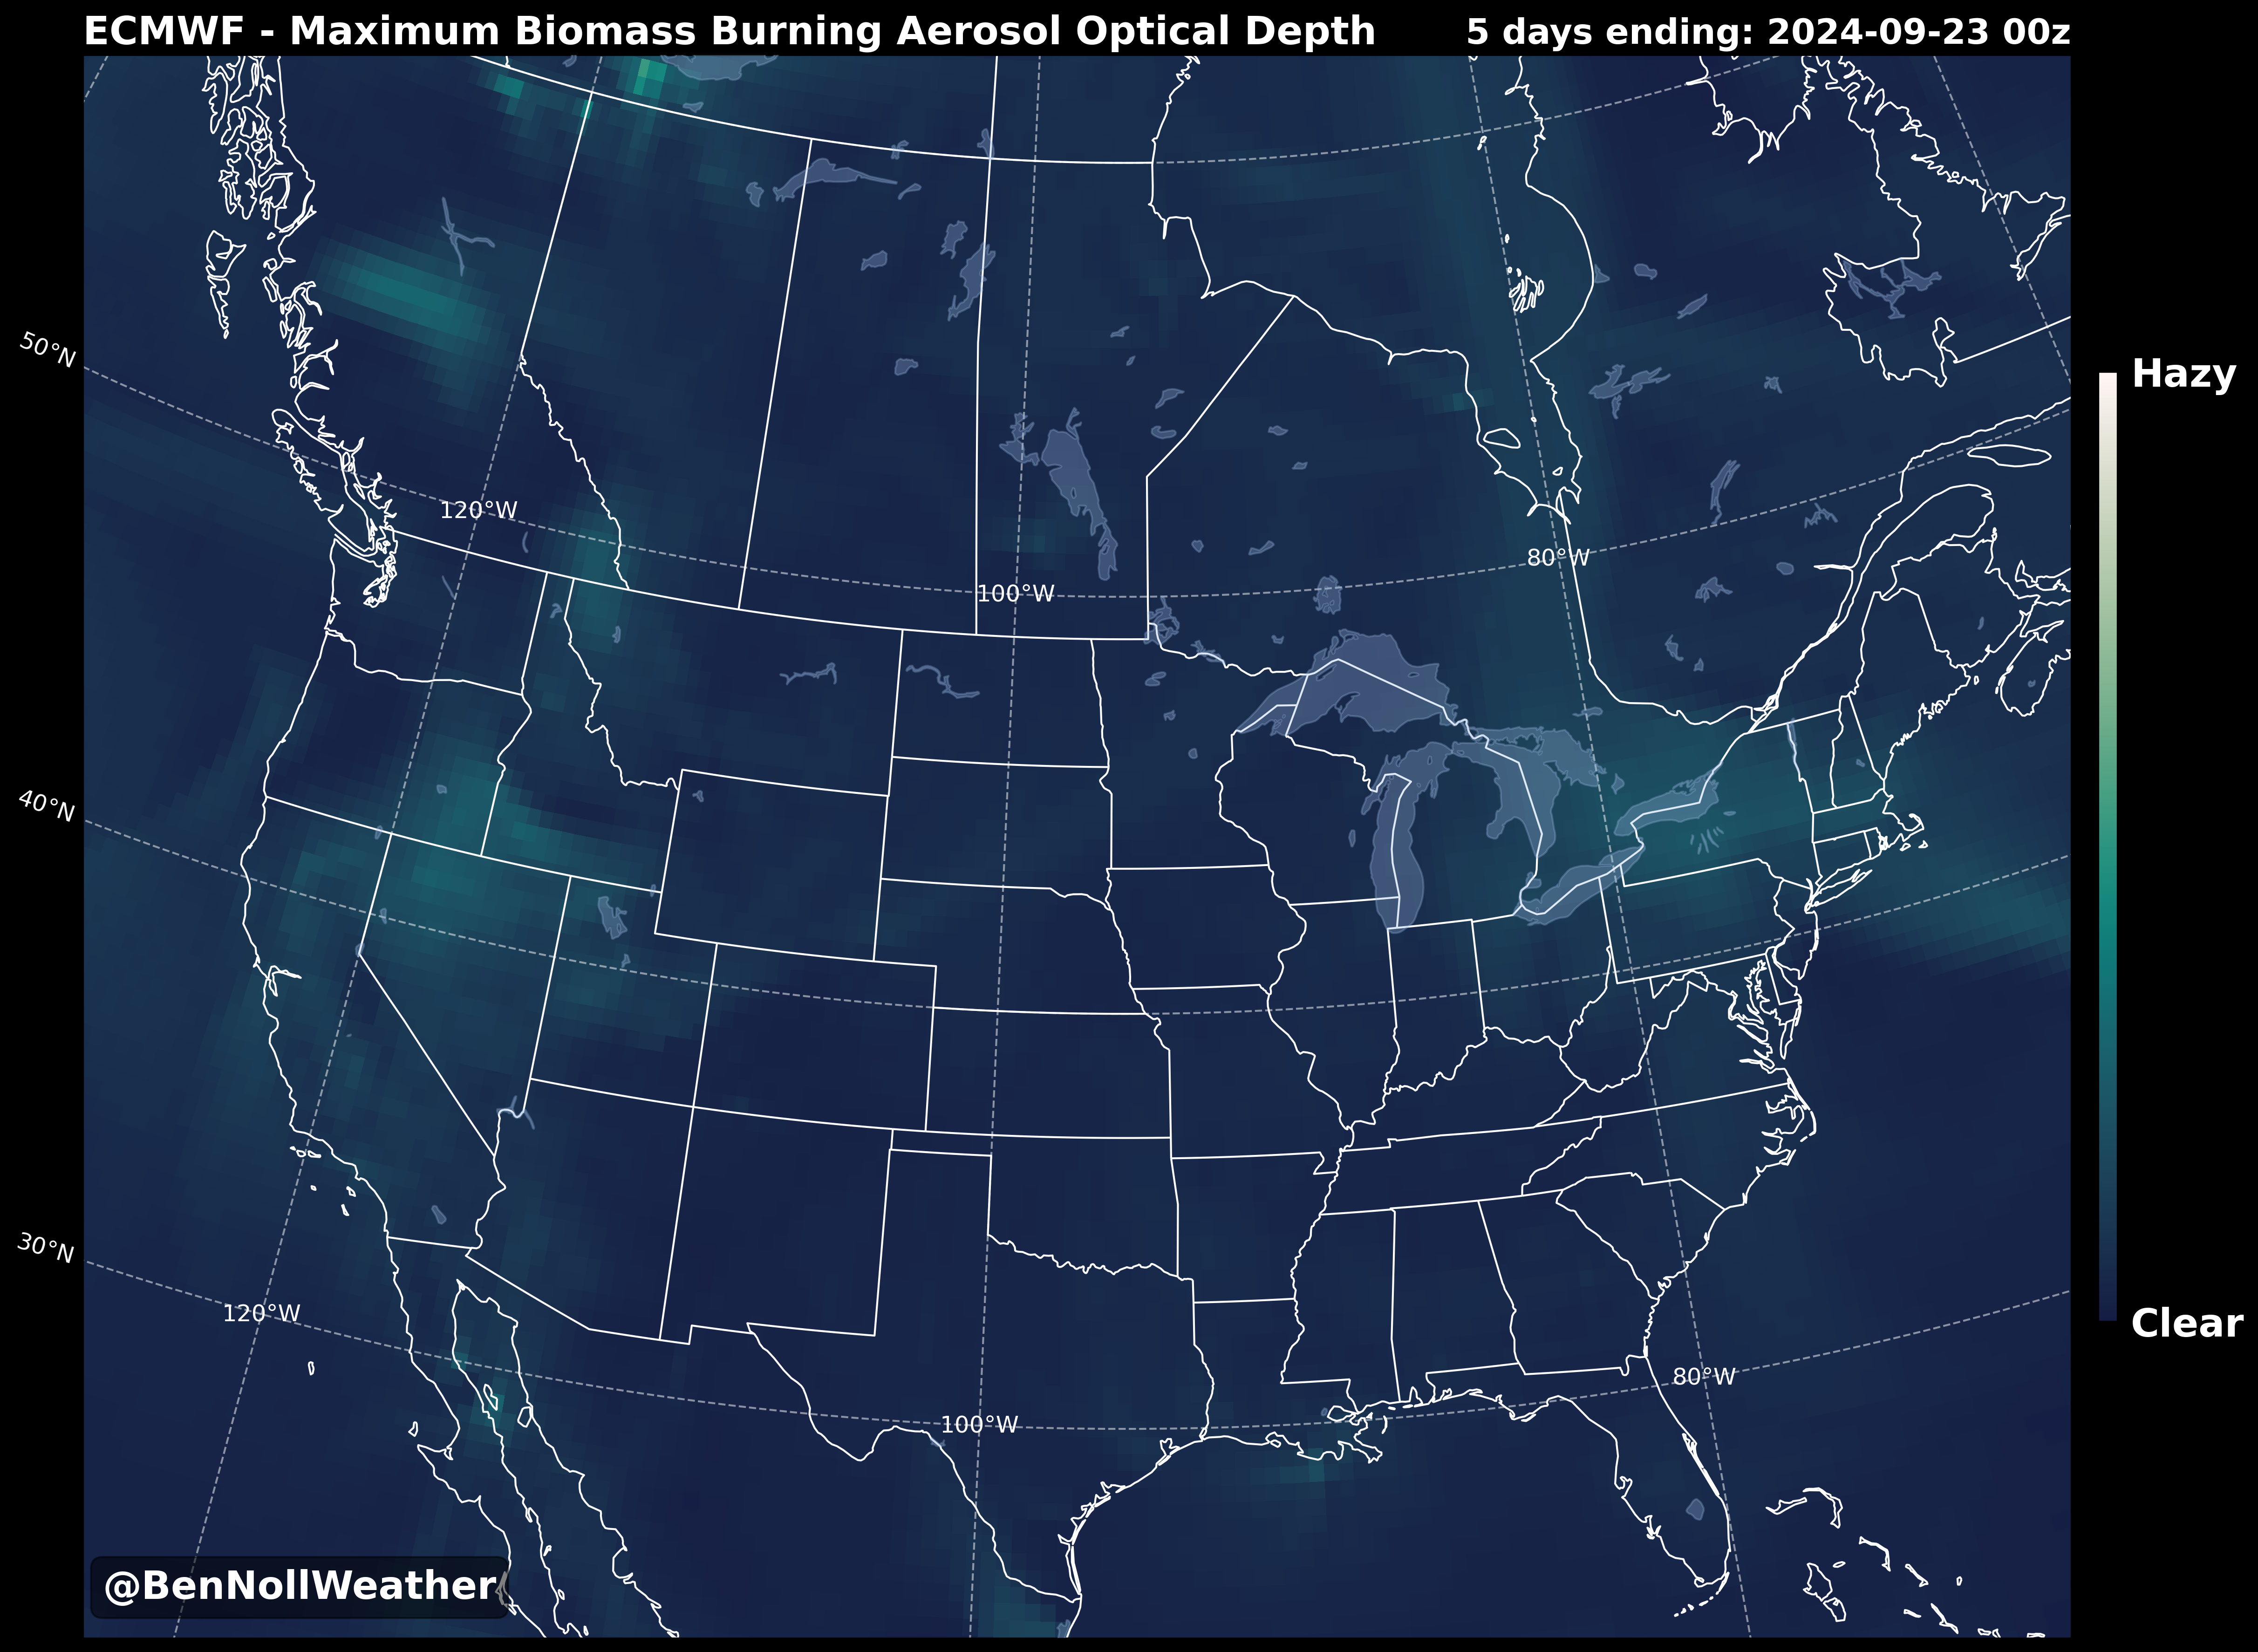 ECMWF - Maximum Biomass Burning Aerosol Optical Depth
5 days ending: 2024-09-23 00z
50°N
Hazy
120°W
80°W
100°W
40°N
30°N
120°W
Clear
80°W
100°W
@BenNollWeather